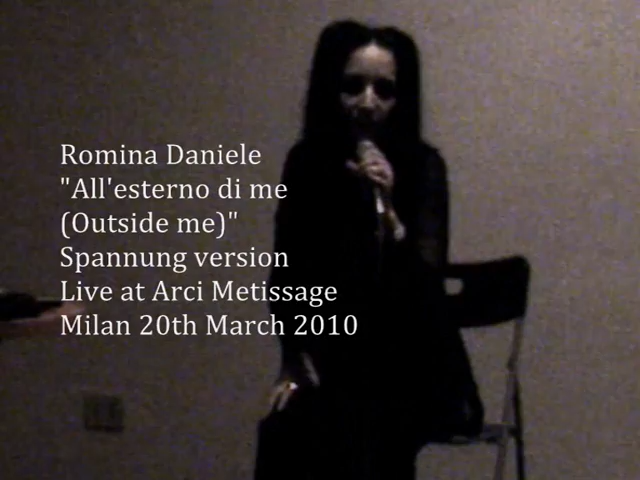 Romina Daniele
"All'esterno di me
(Outside me)"
Spannung version
Live at Arci Metissage
Milan 20th March 2010